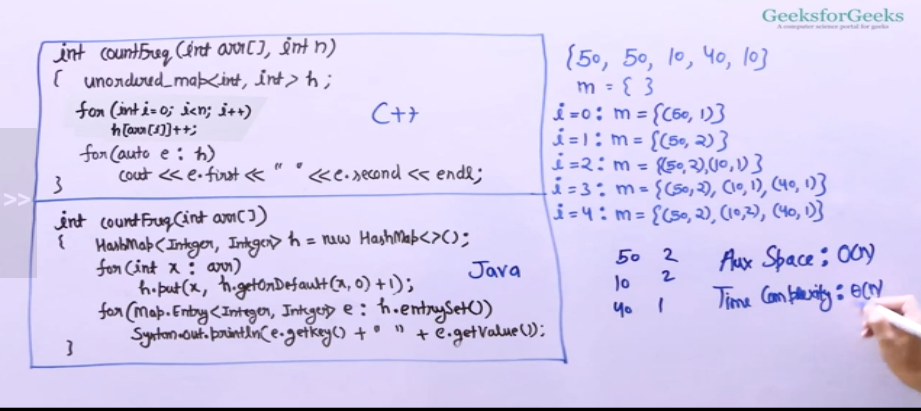 GeeksforGeeks
A computer science portal for geeks
int countFreq(int arr[], int n)
{ unordered_map<int, int> h;
for(int i=0; i<n; i++)
h[arr[i]]++;
for(auto e : h)
cout << e.first << " " << e.second << endl;
}
C++
int countFreq(int arr[])
{ HashMap<Integer, Integer> h = new HashMap<>();
for(int x : arr)
h.put(x, h.getOrDefault(x, 0) + 1);
for(Map.Entry<Integer, Integer> e : h.entrySet())
System.out.println(e.getKey() + " " + e.getValue());
}
Java
{50, 50, 10, 40, 10}
m = { }
i=0: m = {(50, 1)}
i=1: m = {(50, 2)}
i=2: m = {(50,2),(10,1)}
i=3: m = {(50,2), (10,1), (40,1)}
i=4: m = {(50,2), (10,2), (40,1)}
50 2
10 2
40 1
Aux Space: O(N)
Time Complexity: θ(N)
>>